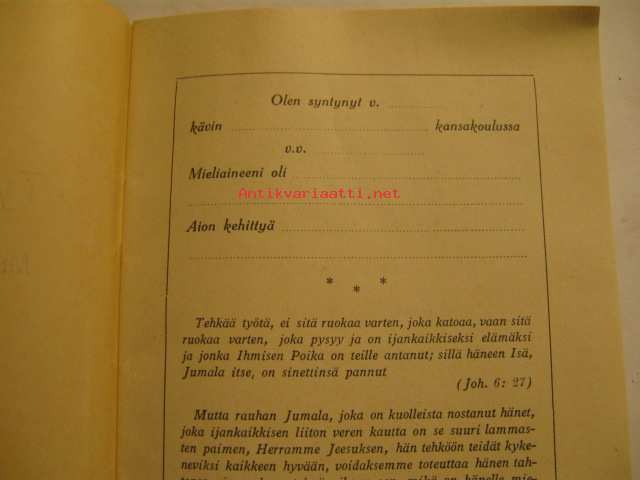 Olen syntynyt v.
kävin kansakoulussa
v.v.
Mieliaineeni oli
Antikvariaatti.net
Aion kehittyä
* * *
Tehkää työtä, ei sitä ruokaa varten, joka katoaa, vaan sitä
ruokaa varten, joka pysyy ja on ijankaikkiseksi elämäksi
ja jonka Ihmisen Poika on teille antanut; sillä häneen Isä,
Jumala itse, on sinettinsä pannut
(Joh. 6: 27)
Mutta rauhan Jumala, joka on kuolleista nostanut hänet,
joka ijankaikkisen liiton veren kautta on se suuri lammas-
ten paimen, Herramme Jeesuksen, hän tehköön teidät kyke-
neviksi kaikkeen hyvään, voidaksemme toteuttaa hänen tah-